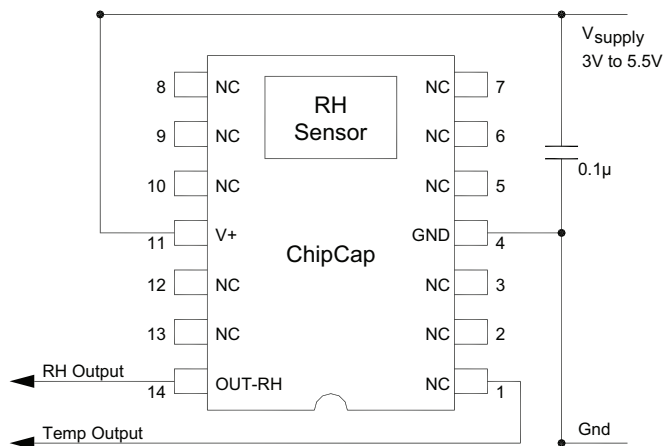 Vsupply
3V to 5.5V
8 NC RH NC 7
Sensor
9 NC NC 6
0.1µ
10 NC NC 5
11 V+ GND 4
ChipCap
12 NC NC 3
13 NC NC 2
RH Output
14 OUT-RH NC 1
Temp Output Gnd